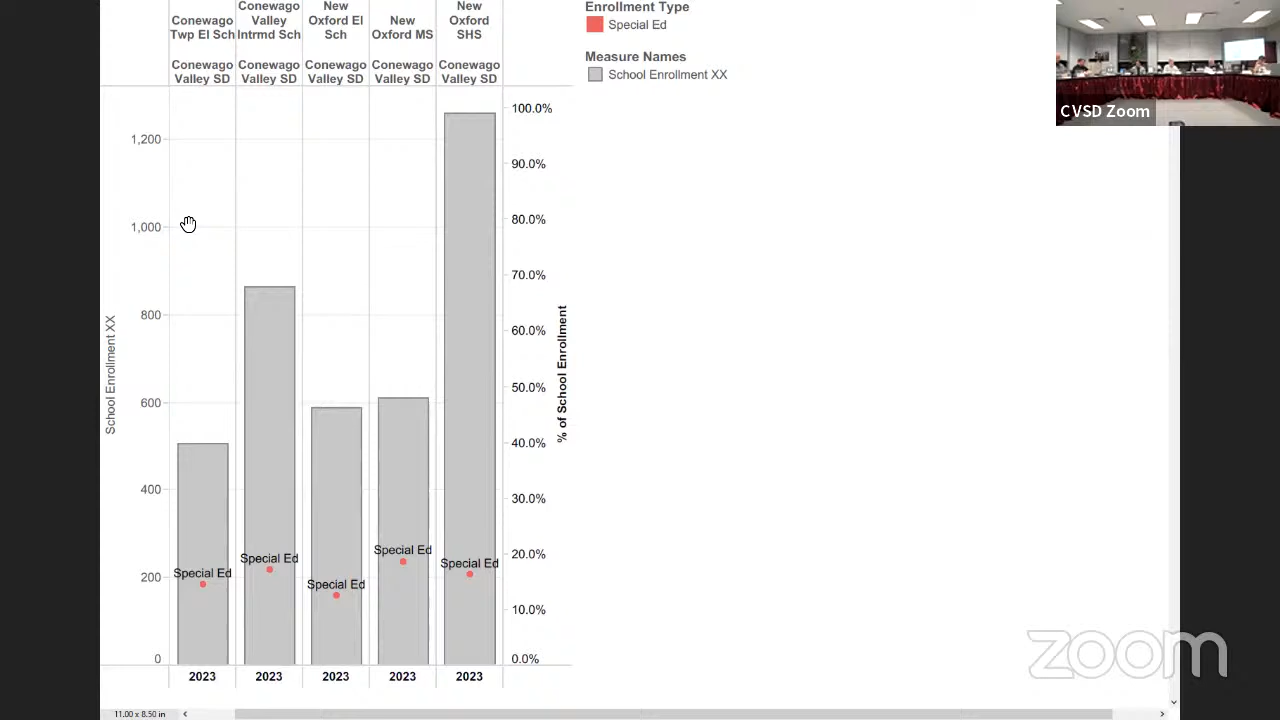 Conewago
Twp El Sch
Conewago
Valley
Intrmd Sch
New
Oxford El
Sch
New
Oxford MS
New
Oxford
SHS
Conewago
Valley SD
Conewago
Valley SD
Conewago
Valley SD
Conewago
Valley SD
Conewago
Valley SD
Enrollment Type
Special Ed
Measure Names
School Enrollment XX
CVSD Zoom
School Enrollment XX
1,200
1,000
800
600
400
200
0
100.0%
90.0%
80.0%
70.0%
60.0%
50.0%
40.0%
30.0%
20.0%
10.0%
0.0%
% of School Enrollment
Special Ed
Special Ed
Special Ed
Special Ed
Special Ed
2023
2023
2023
2023
2023
zoom
11.00 x 8.50 in